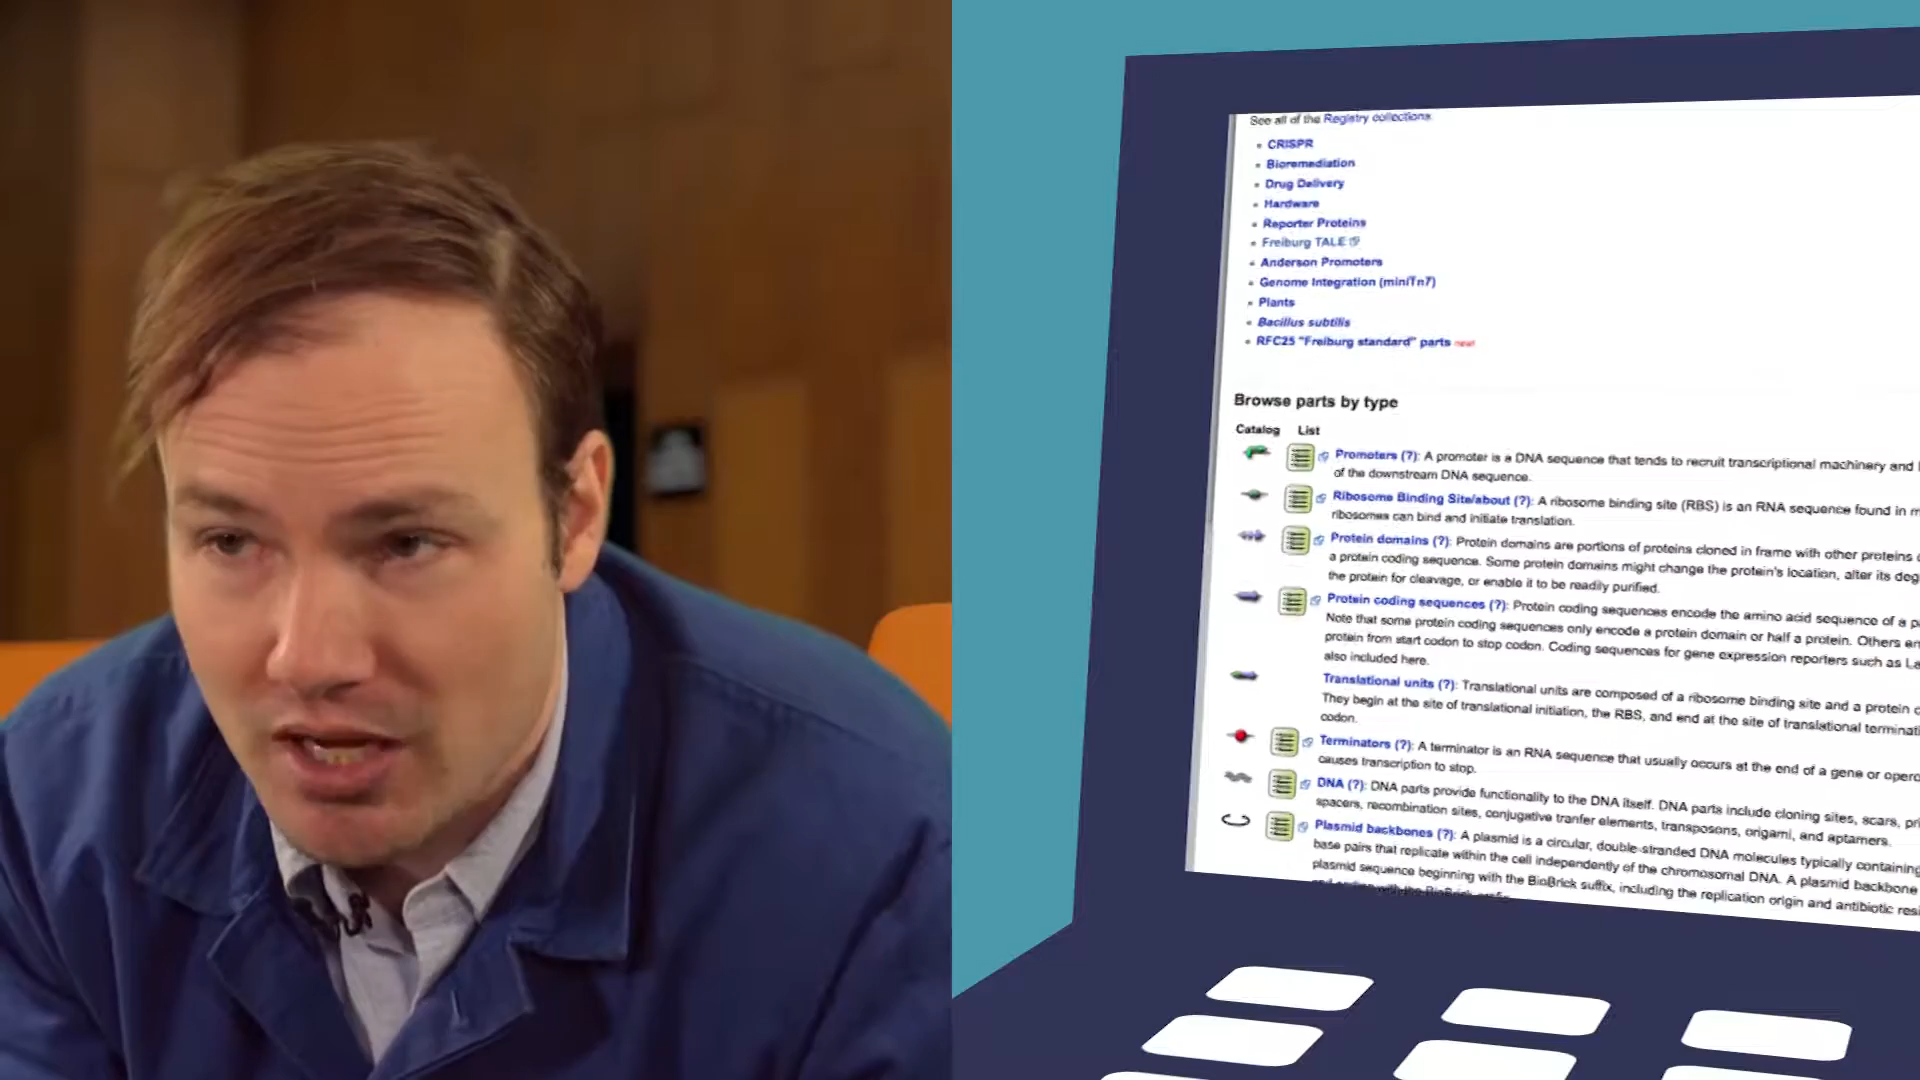 See all of the Registry collections
CRISPR
Bioremediation
Drug Delivery
Hardware
Reporter Proteins
Freiburg TALE
Anderson Promoters
Genome Integration (miniTn7)
Plants
Bacillus subtilis
RFC25 "Freiburg standard" parts new!
Browse parts by type
Catalog List
Promoters (?): A promoter is a DNA sequence that tends to recruit transcriptional machinery and
of the downstream DNA sequence.
Ribosome Binding Site/about (?): A ribosome binding site (RBS) is an RNA sequence found in
ribosomes can bind and initiate translation.
Protein domains (?): Protein domains are portions of proteins cloned in frame with other proteins
a protein coding sequence. Some protein domains might change the protein's location, alter its deg
the protein for cleavage, or enable it to be readily purified.
Protein coding sequences (?): Protein coding sequences encode the amino acid sequence of a
Note that some protein coding sequences only encode a protein domain or half a protein. Others en
protein from start codon to stop codon. Coding sequences for gene expression reporters such as La
also included here.
Translational units (?): Translational units are composed of a ribosome binding site and a protein
They begin at the site of translational initiation, the RBS, and end at the site of translational terminati
codon.
Terminators (?): A terminator is an RNA sequence that usually occurs at the end of a gene or opero
causes transcription to stop.
DNA (?): DNA parts provide functionality to the DNA itself. DNA parts include cloning sites, scars, pri
spacers, recombination sites, conjugative tranfer elements, transposons, origami, and aptamers.
Plasmid backbones (?): A plasmid is a circular, double-stranded DNA molecules typically containing
base pairs that replicate within the cell independently of the chromosomal DNA. A plasmid backbone
plasmid sequence beginning with the BioBrick suffix, including the replication origin and antibiotic resi